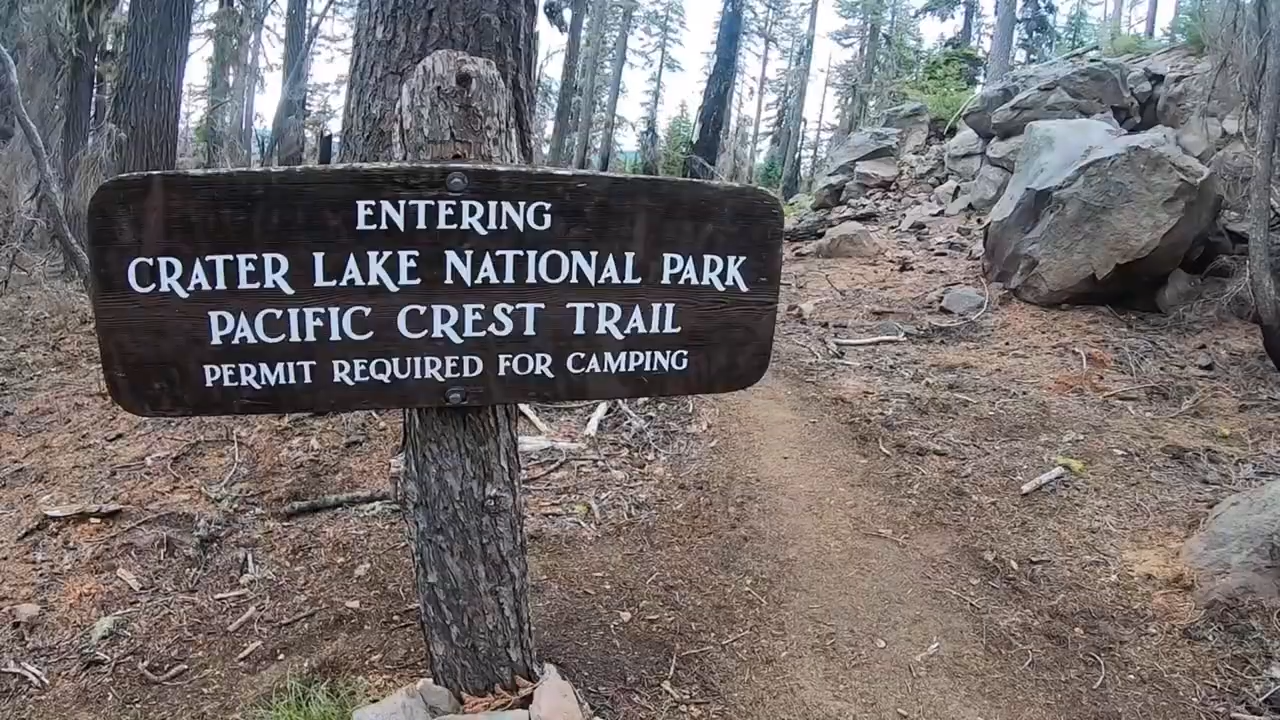 ENTERING
CRATER LAKE NATIONAL PARK
PACIFIC CREST TRAIL
PERMIT REQUIRED FOR CAMPING